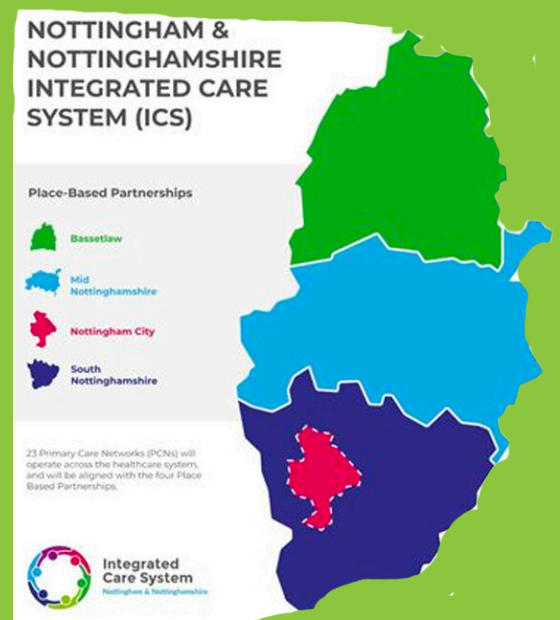 NOTTINGHAM &
NOTTINGHAMSHIRE
INTEGRATED CARE
SYSTEM (ICS)
Place-Based Partnerships
Bassetlaw
Mid
Nottinghamshire
Nottingham City
South
Nottinghamshire
23 Primary Care Networks (PCNs) will
operate across the healthcare system,
and will be aligned with the four Place
Based Partnerships.
Integrated
Care System
Nottingham & Nottinghamshire